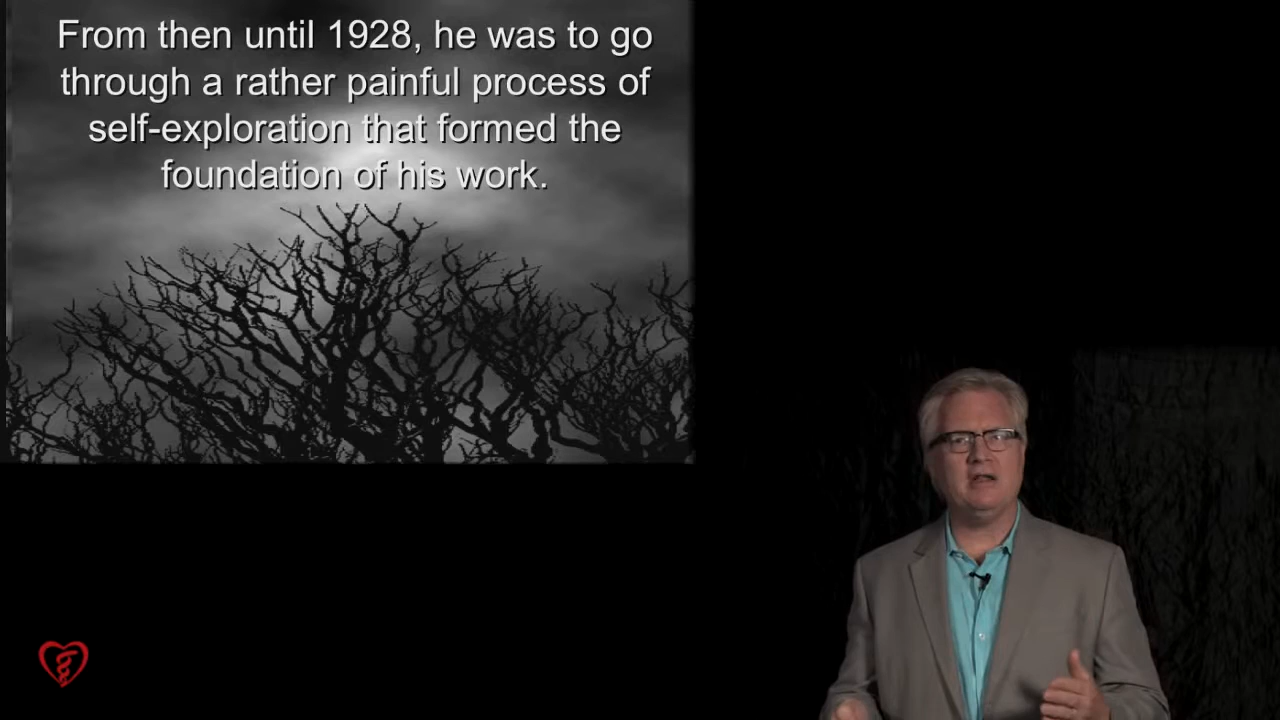 From then until 1928, he was to go
through a rather painful process of
self-exploration that formed the
foundation of his work.